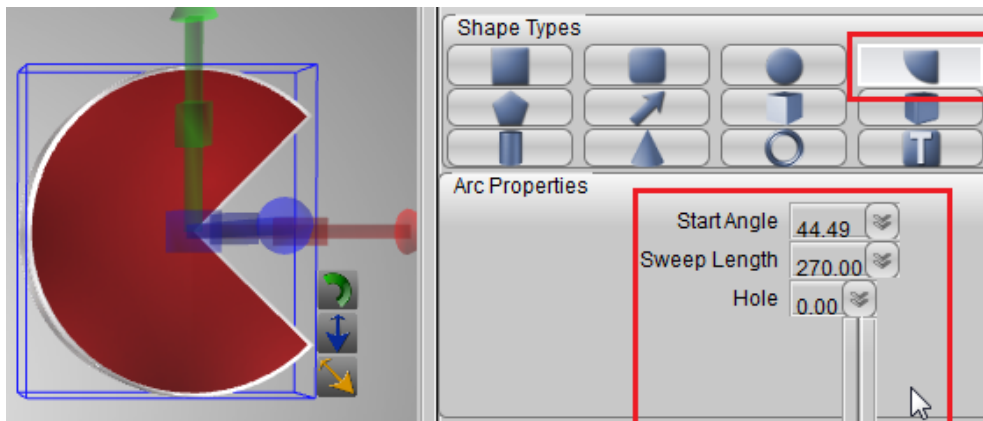 Shape Types
T
Arc Properties
Start Angle 44.49
Sweep Length 270.00
Hole 0.00